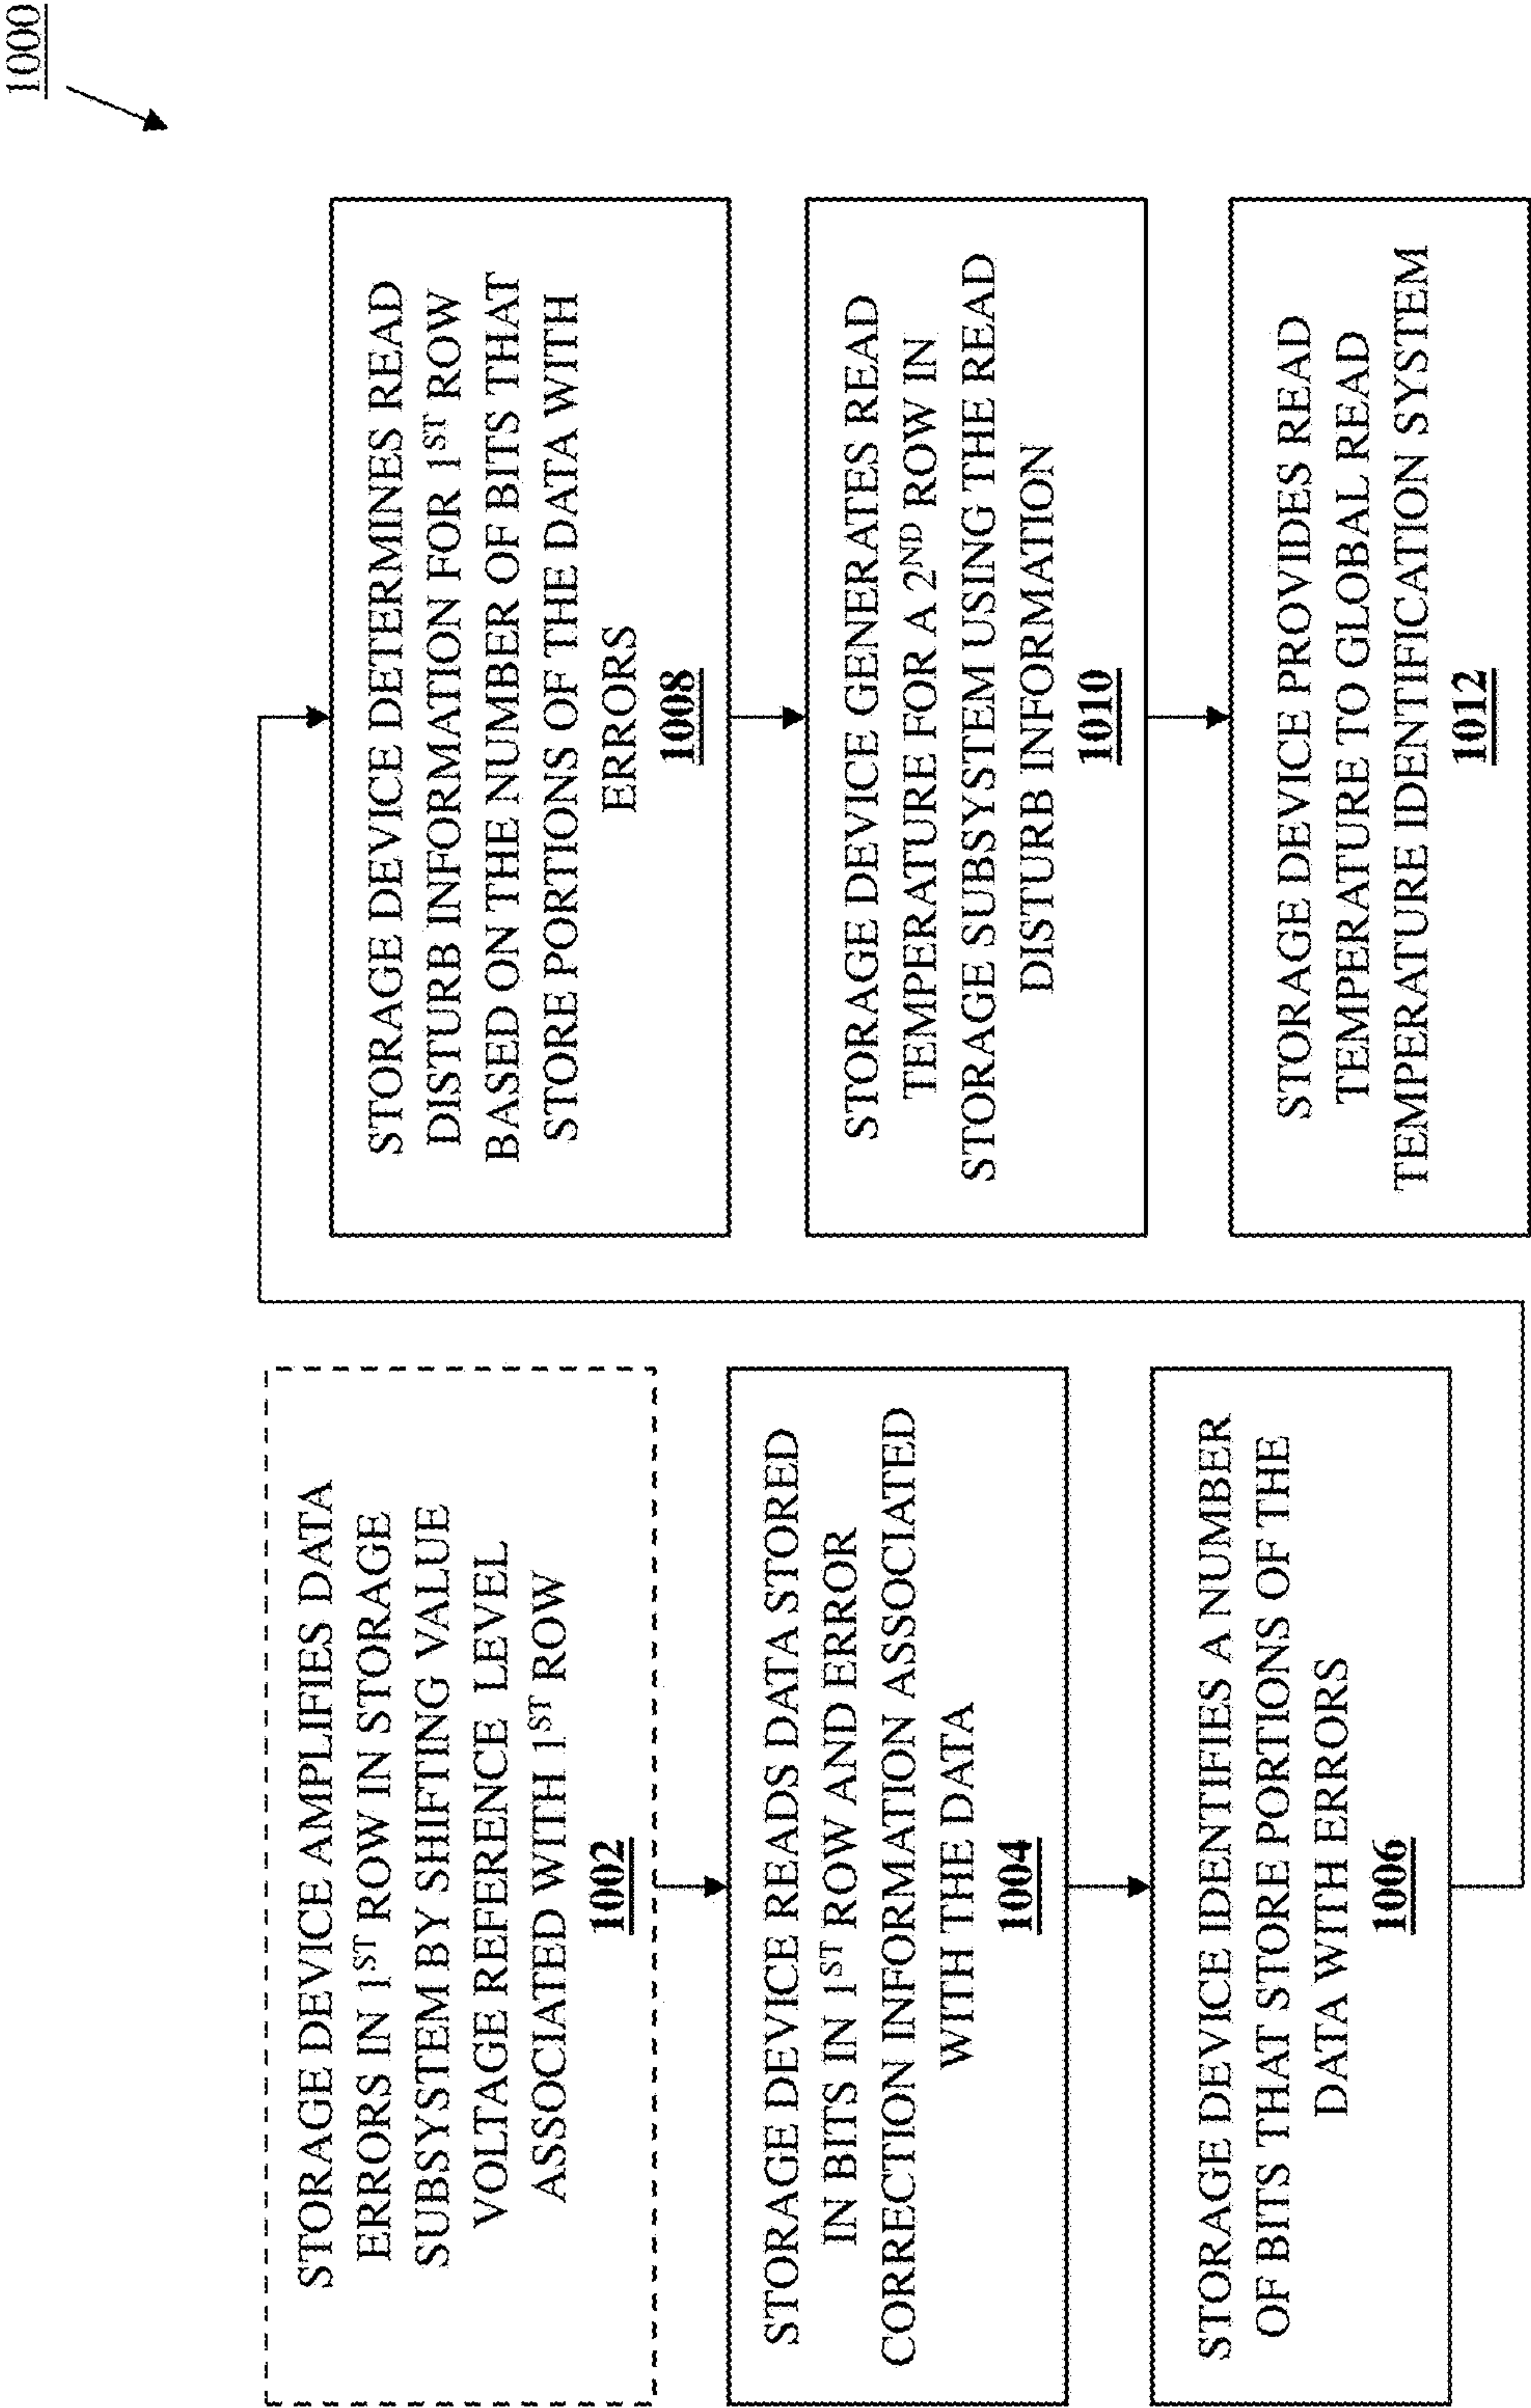 1000
STORAGE DEVICE AMPLIFIES DATA
ERRORS IN 1ST ROW IN STORAGE
SUBSYSTEM BY SHIFTING VALUE
VOLTAGE REFERENCE LEVEL
ASSOCIATED WITH 1ST ROW
1002
STORAGE DEVICE READS DATA STORED
IN BITS IN 1ST ROW AND ERROR
CORRECTION INFORMATION ASSOCIATED
WITH THE DATA
1004
STORAGE DEVICE IDENTIFIES A NUMBER
OF BITS THAT STORE PORTIONS OF THE
DATA WITH ERRORS
1006
STORAGE DEVICE DETERMINES READ
DISTURB INFORMATION FOR 1ST ROW
BASED ON THE NUMBER OF BITS THAT
STORE PORTIONS OF THE DATA WITH
ERRORS
1008
STORAGE DEVICE GENERATES READ
TEMPERATURE FOR A 2ND ROW IN
STORAGE SUBSYSTEM USING THE READ
DISTURB INFORMATION
1010
STORAGE DEVICE PROVIDES READ
TEMPERATURE TO GLOBAL READ
TEMPERATURE IDENTIFICATION SYSTEM
1012